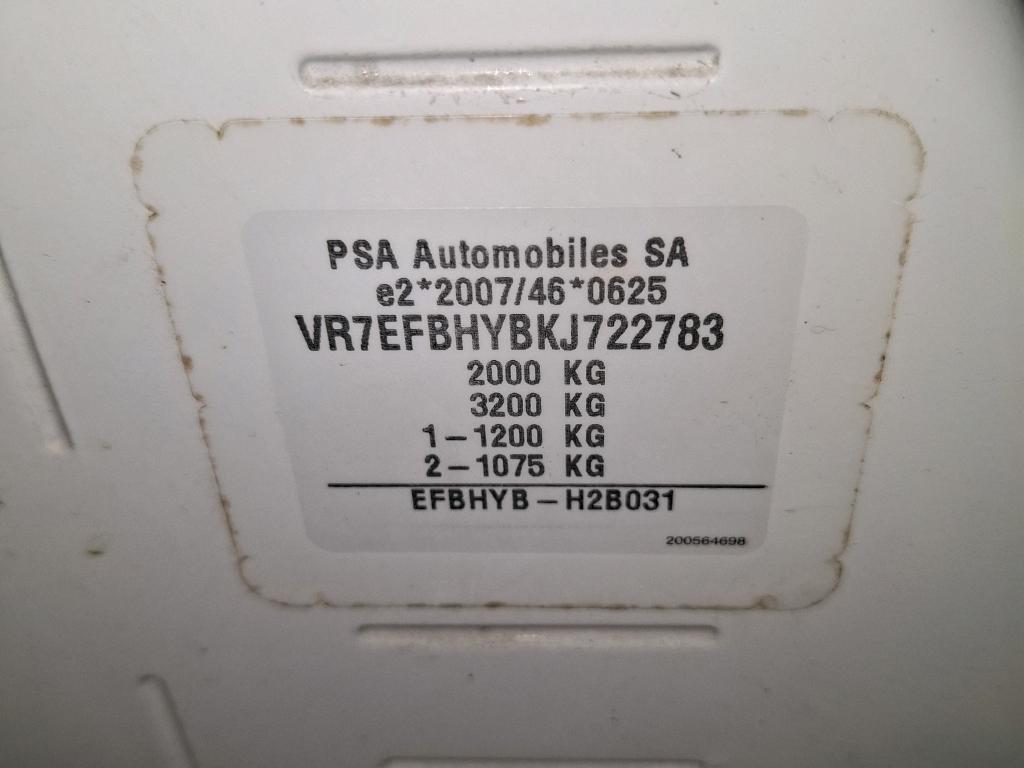 PSA Automobiles SA
e2*2007/46*0625
VR7EFBHYBKJ722783
2000 KG
3200 KG
1-1200 KG
2-1075 KG
EFBHYB-H2B031
200564698